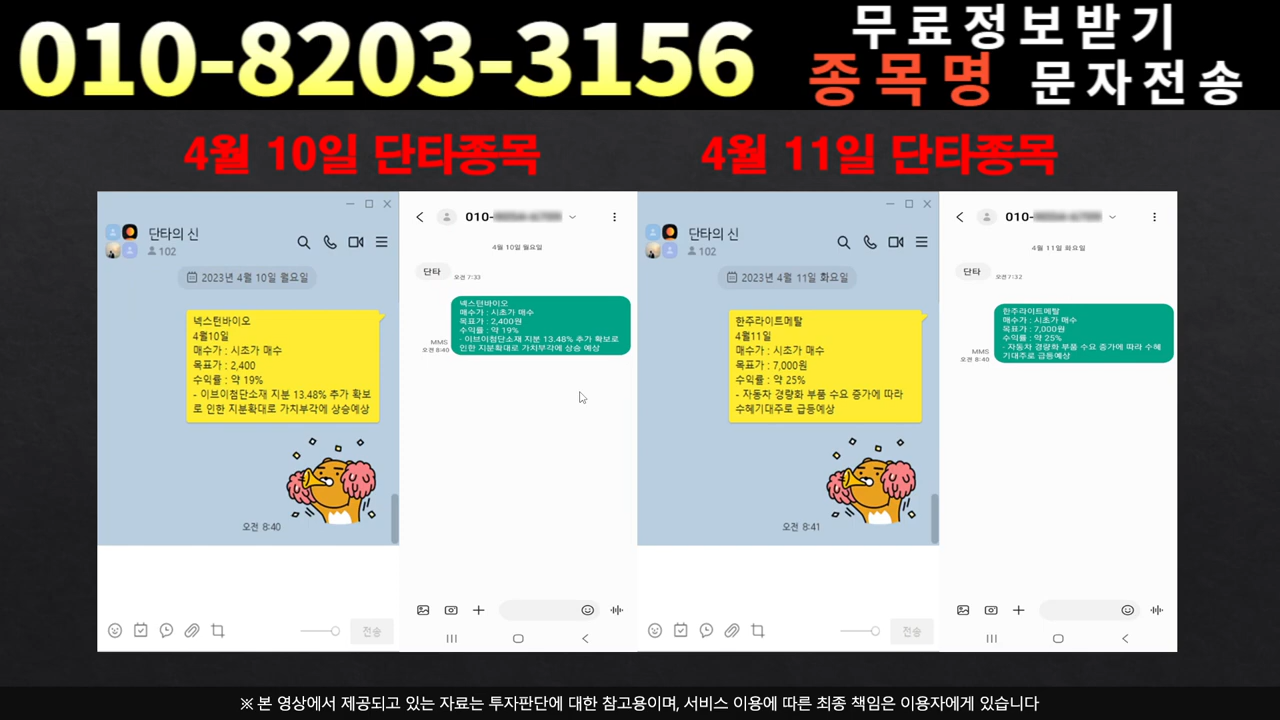 010-8203-3156
무료정보받기
종목명 문자전송
4월 10일 단타종목
4월 11일 단타종목
단타의 신
102
2023년 4월 10일 월요일
넥스턴바이오
4월10일
매수가 : 시초가 매수
목표가 : 2,400
수익률 : 약 19%
- 이브이첨단소재 지분 13.48% 추가 확보
로 인한 지분확대로 가치부각에 상승예상
오전 8:40
전송
010-
4월 10일 월요일
단타
오전 7:33
넥스턴바이오
매수가 : 시초가 매수
목표가 : 2,400원
수익률 : 약 19%
- 이브이첨단소재 지분 13.48% 추가 확보로
인한 지분확대로 가치부각에 상승 예상
MMS
오전 8:40
단타의 신
102
2023년 4월 11일 화요일
한주라이트메탈
4월11일
매수가 : 시초가 매수
목표가 : 7,000원
수익률 : 약 25%
- 자동차 경량화 부품 수요 증가에 따라
수혜기대주로 급등예상
오전 8:41
전송
010-
4월 11일 화요일
단타
오전 7:32
한주라이트메탈
매수가 : 시초가 매수
목표가 : 7,000원
수익률 : 약 25%
- 자동차 경량화 부품 수요 증가에 따라 수혜
기대주로 급등예상
MMS
오전 8:40
※ 본 영상에서 제공되고 있는 자료는 투자판단에 대한 참고용이며, 서비스 이용에 따른 최종 책임은 이용자에게 있습니다